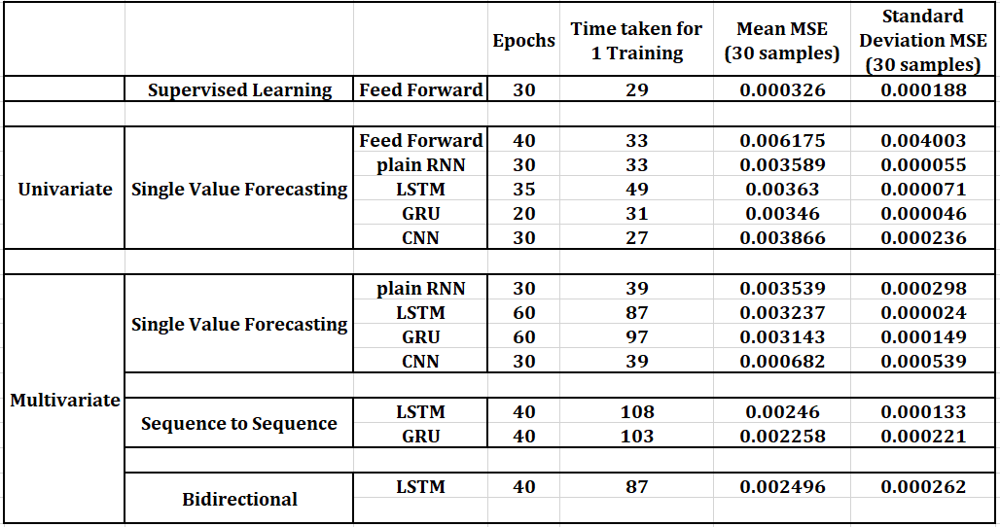 Epochs Time taken for 1 Training Mean MSE (30 samples) Standard Deviation MSE (30 samples)
Supervised Learning Feed Forward 30 29 0.000326 0.000188
Univariate Single Value Forecasting Feed Forward 40 33 0.006175 0.004003
plain RNN 30 33 0.003589 0.000055
LSTM 35 49 0.00363 0.000071
GRU 20 31 0.00346 0.000046
CNN 30 27 0.003866 0.000236
Multivariate Single Value Forecasting plain RNN 30 39 0.003539 0.000298
LSTM 60 87 0.003237 0.000024
GRU 60 97 0.003143 0.000149
CNN 30 39 0.000682 0.000539
Sequence to Sequence LSTM 40 108 0.00246 0.000133
GRU 40 103 0.002258 0.000221
Bidirectional LSTM 40 87 0.002496 0.000262